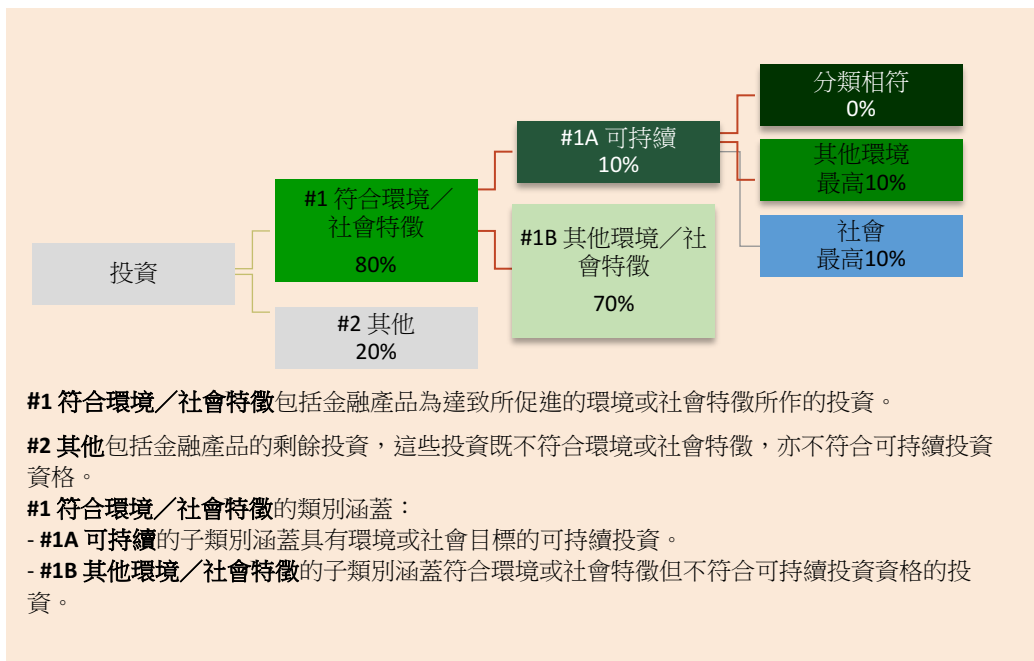 投資
#1 符合環境／
社會特徵
80%
#2 其他
20%
#1A 可持續
10%
#1B 其他環境／社
會特徵
70%
分類相符
0%
其他環境
最高10%
社會
最高10%
#1 符合環境／社會特徵包括金融產品為達致所促進的環境或社會特徵所作的投資。
#2 其他包括金融產品的剩餘投資，這些投資既不符合環境或社會特徵，亦不符合可持續投資
資格。
#1 符合環境／社會特徵的類別涵蓋：
- #1A 可持續的子類別涵蓋具有環境或社會目標的可持續投資。
- #1B 其他環境／社會特徵的子類別涵蓋符合環境或社會特徵但不符合可持續投資資格的投
資。